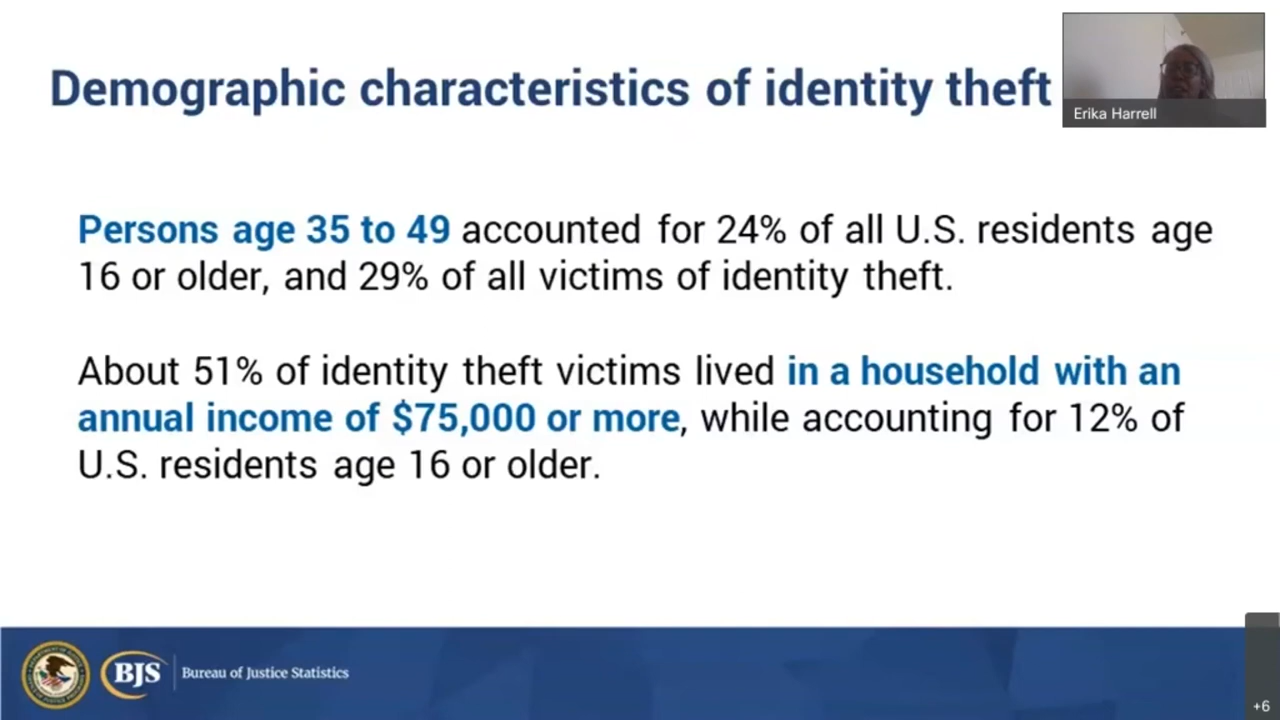 Demographic characteristics of identity theft
Erika Harrell
Persons age 35 to 49 accounted for 24% of all U.S. residents age
16 or older, and 29% of all victims of identity theft.
About 51% of identity theft victims lived in a household with an
annual income of $75,000 or more, while accounting for 12% of
U.S. residents age 16 or older.
BJS
Bureau of Justice Statistics
+6